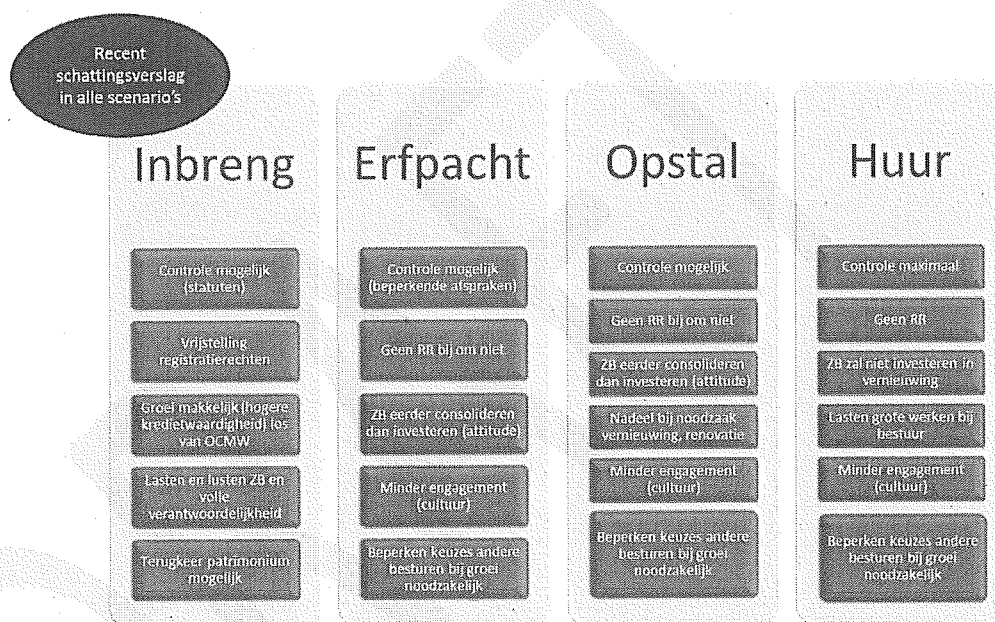 Recent
schattingsverslag
in alle scenario's
Inbreng
Controle mogelijk
(statuten)
Vrijstelling
registratierechten
Groei makkelijk (hogere
kredietwaardigheid) los
van OCMW
Lasten en lusten ZB en
volle
verantwoordelijkheid
Terugkeer patrimonium
mogelijk
Erfpacht
Controle mogelijk
(beperkende afspraken)
Geen RR bij om niet
ZB eerder consolideren
dan investeren (attitude)
Minder engagement
(cultuur)
Beperken keuzes andere
besturen bij groei
noodzakelijk
Opstal
Controle mogelijk
Geen RR bij om niet
ZB eerder consolideren
dan investeren (attitude)
Nadeel bij noodzaak
vernieuwing, renovatie
Minder engagement
(cultuur)
Beperken keuzes andere
besturen bij groei
noodzakelijk
Huur
Controle maximaal
Geen RR
ZB zal niet investeren in
vernieuwing
Lasten grote werken bij
bestuur
Minder engagement
(cultuur)
Beperken keuzes andere
besturen bij groei
noodzakelijk